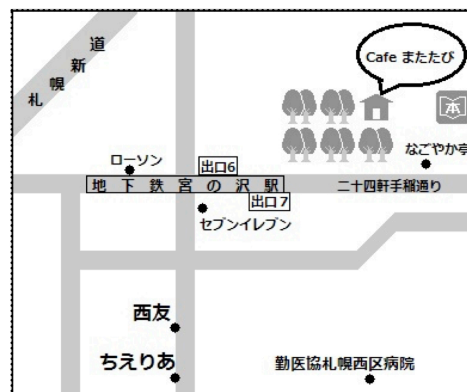 札幌新道
Cafe またたび
本
なごやか亭
ローソン
出口6
地下鉄宮の沢駅
二十四軒手稲通り
出口7
セブンイレブン
西友
ちえりあ
勤医協札幌西区病院